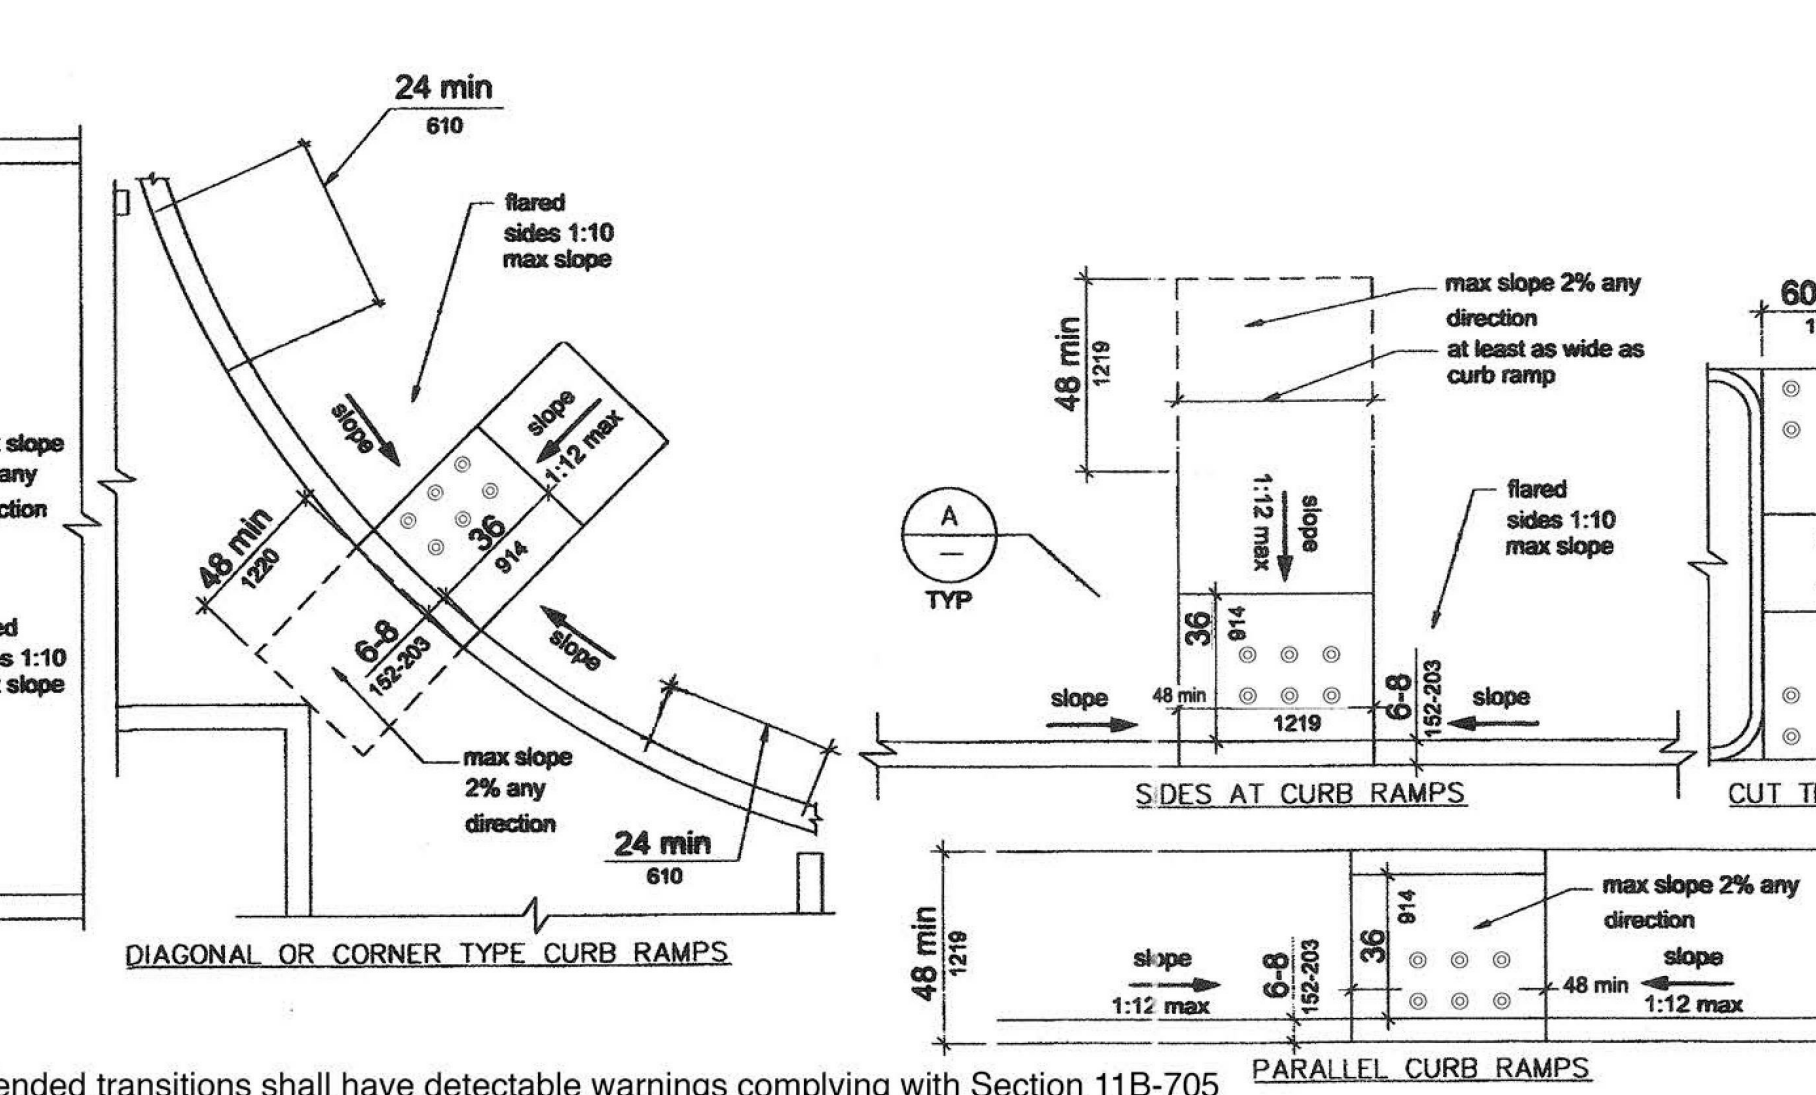 24 min
610
flared
sides 1:10
max slope
slope
slope
1:12 max
36
914
48 min
1220
6-8
152-203
slope
max slope
2% any
direction
24 min
610
DIAGONAL OR CORNER TYPE CURB RAMPS
slope
any
ction
ed
s 1:10
slope
48 min
1219
max slope 2% any
direction
at least as wide as
curb ramp
A
TYP
1:12 max
slope
flared
sides 1:10
max slope
36
914
slope
48 min
1219
6-8
152-203
slope
SIDES AT CURB RAMPS
60
1
CUT T
48 min
1219
slope
1:12 max
6-8
152-203
36
914
max slope 2% any
direction
48 min
slope
1:12 max
PARALLEL CURB RAMPS
ended transitions shall have detectable warnings complying with Section 11B-705